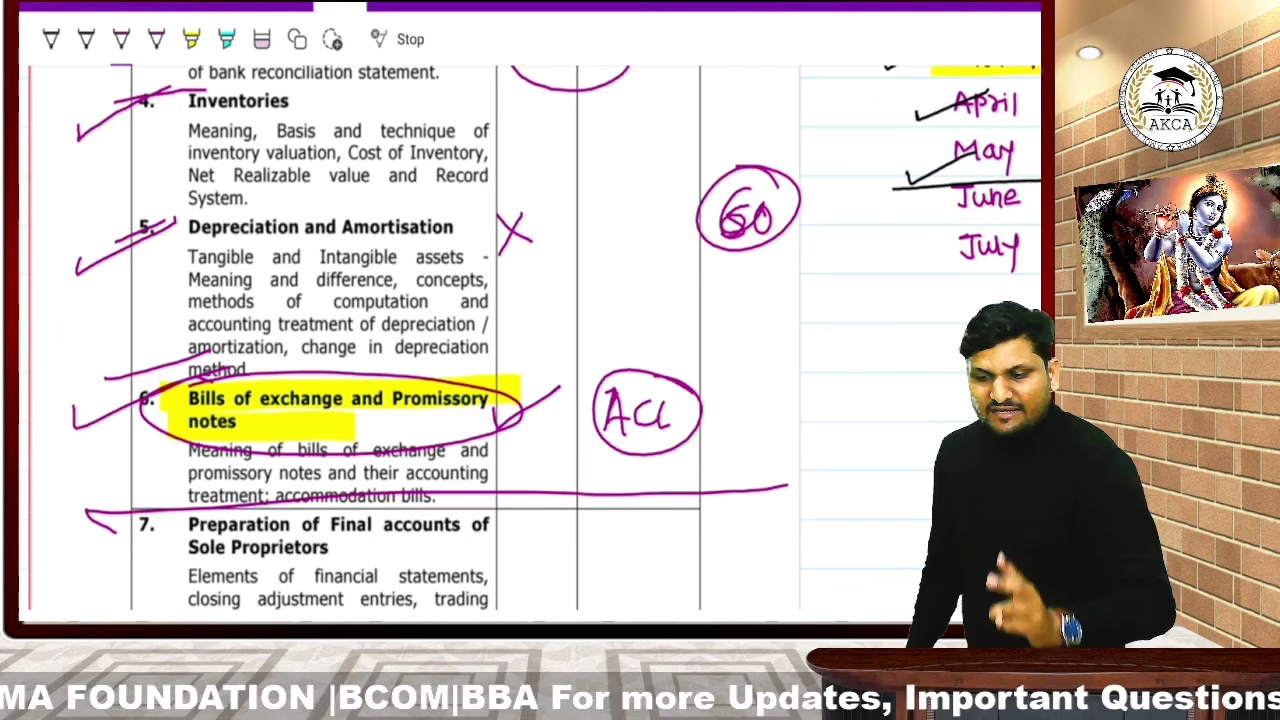 Stop
of bank reconciliation statement.
4. Inventories
Meaning, Basis and technique of
inventory valuation, Cost of Inventory,
Net Realizable value and Record
System.
5. Depreciation and Amortisation
Tangible and Intangible assets -
Meaning and difference, concepts,
methods of computation and
accounting treatment of depreciation /
amortization, change in depreciation
method.
6. Bills of exchange and Promissory
notes
Meaning of bills of exchange and
promissory notes and their accounting
treatment; accommodation bills.
7. Preparation of Final accounts of
Sole Proprietors
Elements of financial statements,
closing adjustment entries, trading
60
April
May
June
July
AKCA
MA FOUNDATION |BCOM|BBA For more Updates, Important Questions